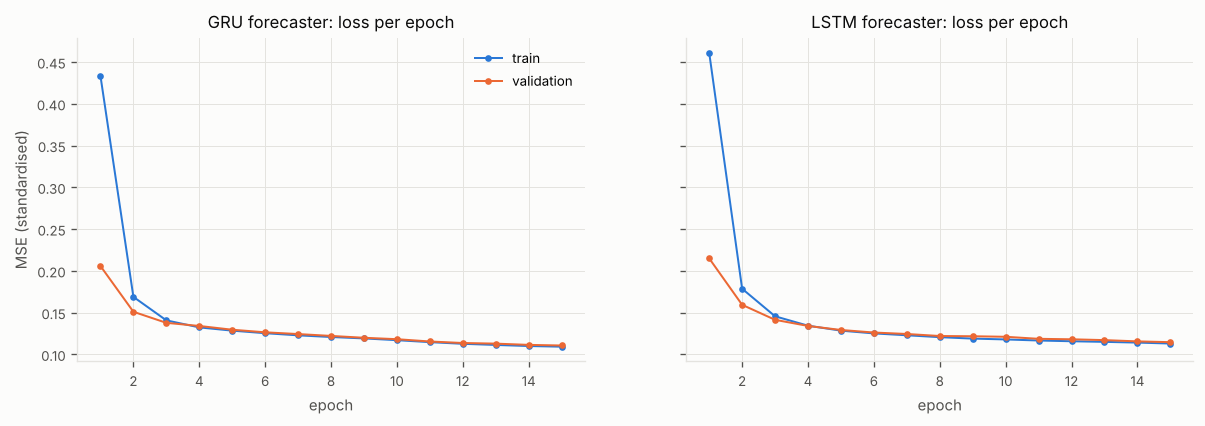 GRU forecaster: loss per epoch
train
validation
MSE (standardised)
0.45
0.40
0.35
0.30
0.25
0.20
0.15
0.10
2 4 6 8 10 12 14
epoch
LSTM forecaster: loss per epoch
2 4 6 8 10 12 14
epoch